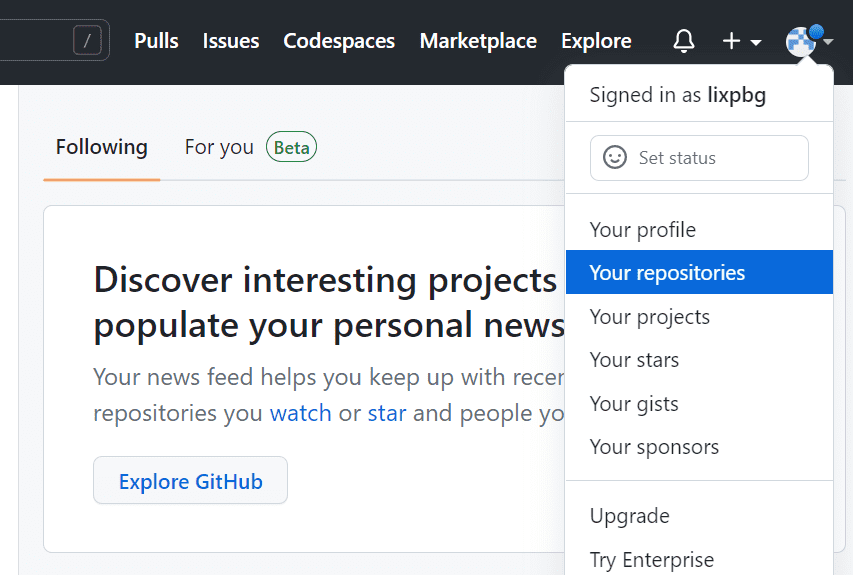 / Pulls Issues Codespaces Marketplace Explore
Signed in as lixpbg
Following For you Beta
Set status
Your profile
Your repositories
Your projects
Your stars
Your gists
Your sponsors
Upgrade
Try Enterprise
Discover interesting projects
populate your personal news
Your news feed helps you keep up with recen
repositories you watch or star and people yo
Explore GitHub